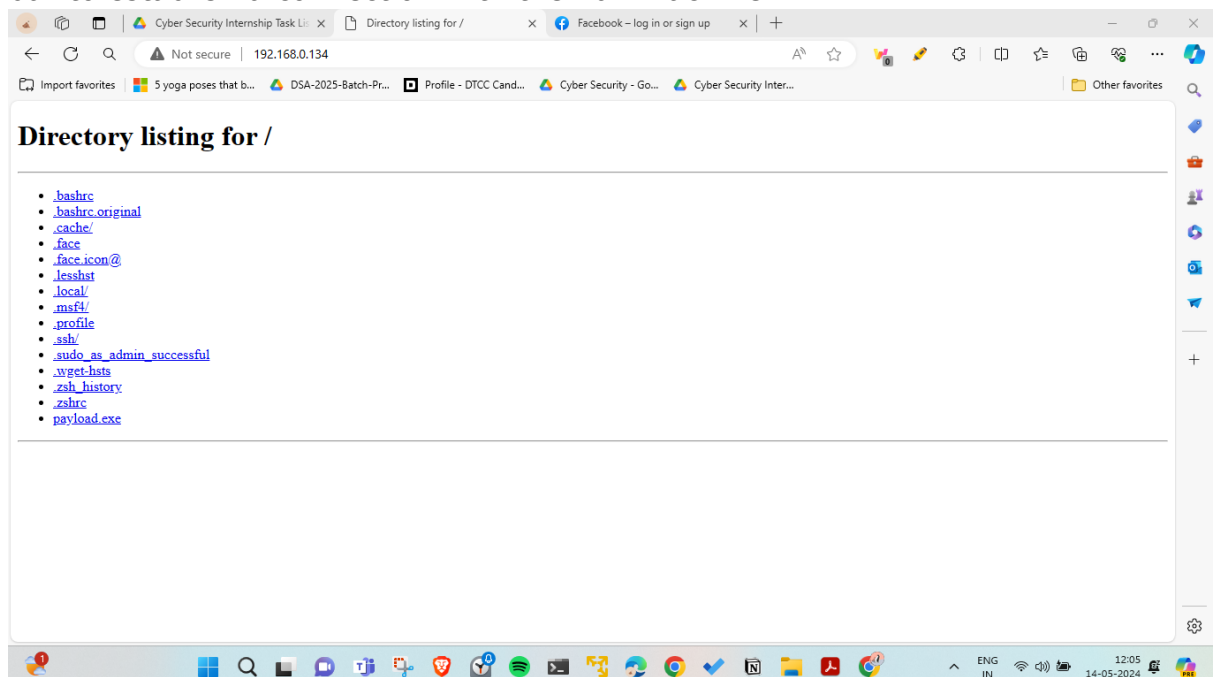 Cyber Security Internship Task Lis
Directory listing for /
Facebook – log in or sign up
Not secure
192.168.0.134
Import favorites
5 yoga poses that b...
DSA-2025-Batch-Pr...
Profile - DTCC Cand...
Cyber Security - Go...
Cyber Security Inter...
Other favorites
Directory listing for /
.bashrc
.bashrc.original
.cache/
.face
.face.icon@
.lesshst
.local/
.msf4/
.profile
.ssh/
.sudo_as_admin_successful
.wget-hsts
.zsh_history
.zshrc
payload.exe
ENG
IN
12:05
14-05-2024